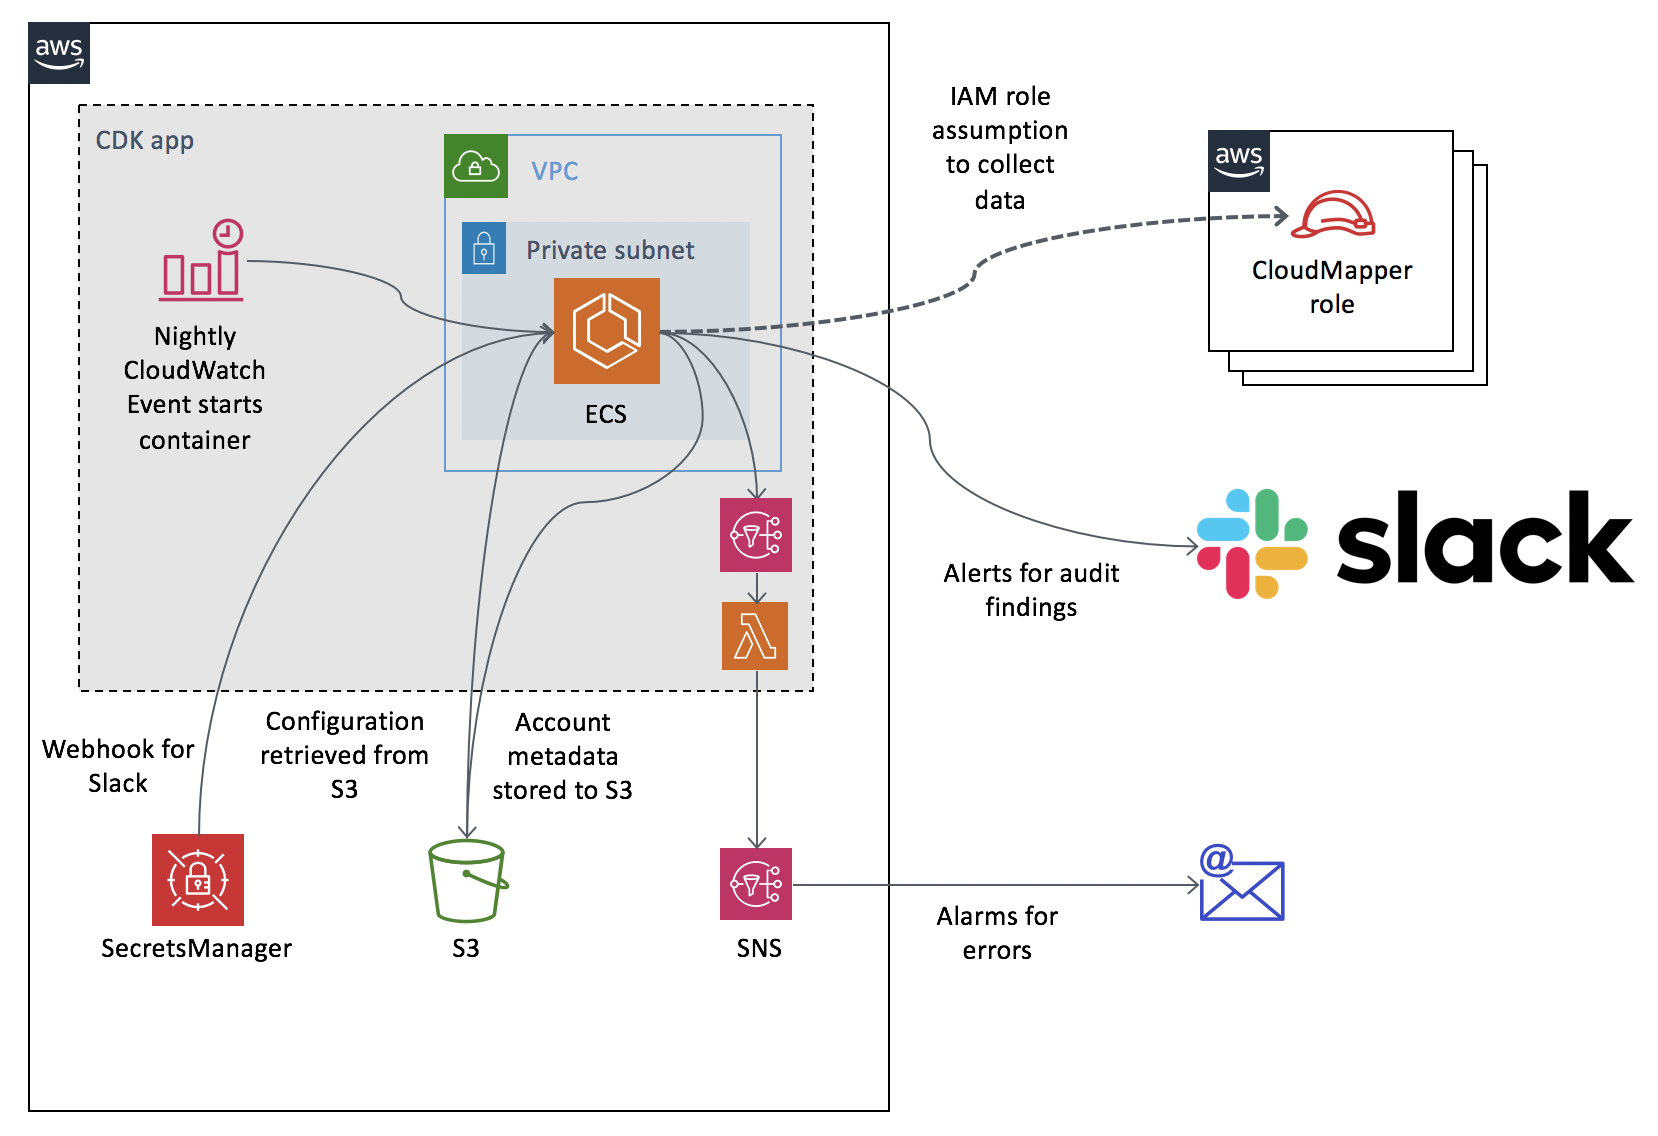 aws
CDK app
VPC
Private subnet
ECS
Nightly
CloudWatch
Event starts
container
IAM role
assumption
to collect
data
aws
CloudMapper
role
slack
Alerts for audit
findings
Webhook for
Slack
Configuration
retrieved from
S3
Account
metadata
stored to S3
SecretsManager
S3
SNS
Alarms for
errors
@